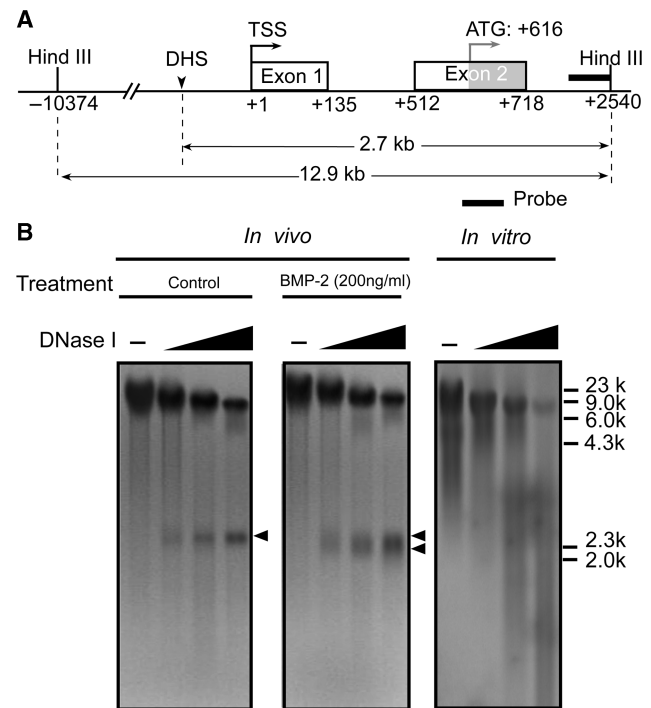 A
TSS
ATG: +616
Hind III
DHS
Hind III
Exon 1
Exon 2
–10374
+1
+135
+512
+718
+2540
2.7 kb
12.9 kb
Probe
B
In vivo
In vitro
Treatment
Control
BMP-2 (200ng/ml)
DNase I
–
–
–
23 k
9.0k
6.0k
4.3k
2.3k
2.0k